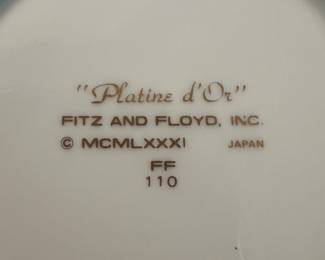 "Platine d'Or"
FITZ AND FLOYD, INC.
© MCMLXXXI JAPAN
FF
110